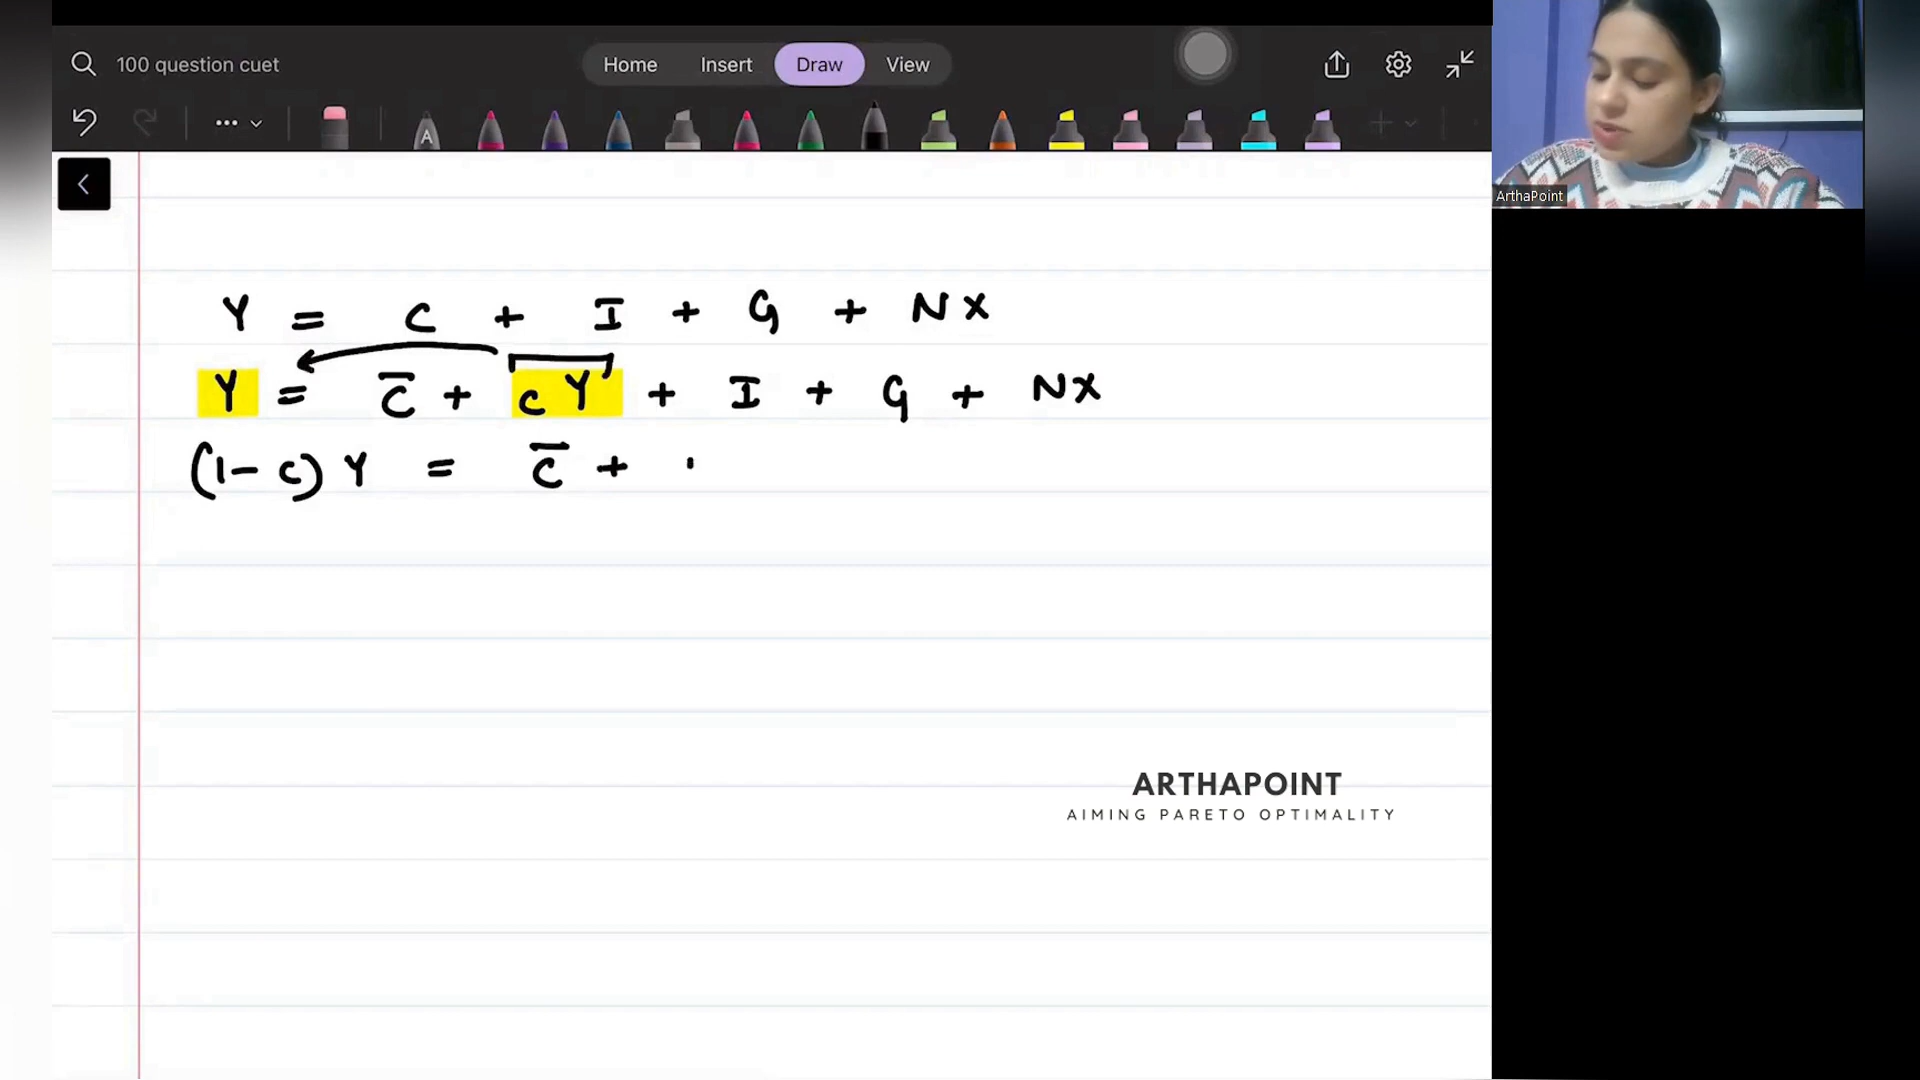 100 question cuet
Home Insert Draw View
A
ArthaPoint
Y = C + I + G + NX
Y = C̅ + cY + I + G + NX
(1-c) Y = C̅ +
ARTHAPOINT
AIMING PARETO OPTIMALITY